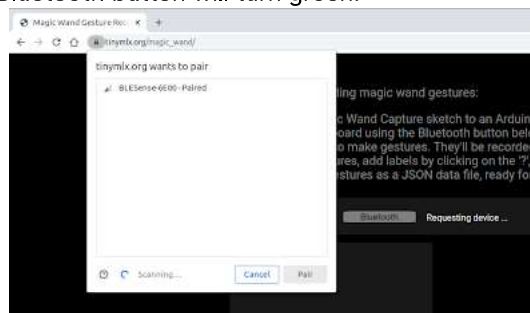 Bluetooth button will turn green.
Magic Wand Gesture Rec
tinymlx.org/magic_wand/
tinymlx.org wants to pair
BLESense-6E00 - Paired
ding magic wand gestures:
c Wand Capture sketch to an Arduin
oard using the Bluetooth button bel
o make gestures. They'll be recorde
ures, add labels by clicking on the '?',
estures as a JSON data file, ready fo
Bluetooth
Requesting device ...
Scanning...
Cancel
Pair